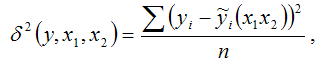 δ²(y, x₁, x₂) = ∑(yᵢ − ỹᵢ(x₁x₂))² / n ,